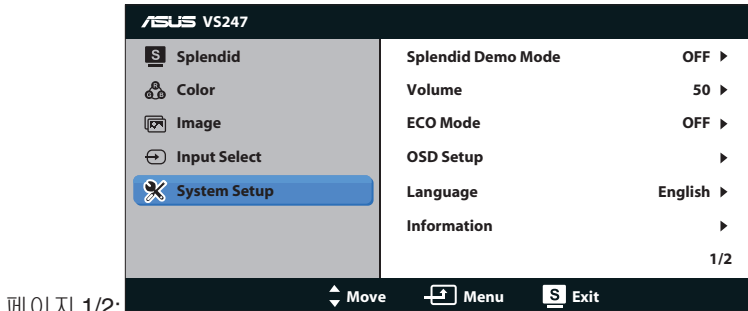 ASUS VS247
S Splendid
Color
Image
Input Select
System Setup
Splendid Demo Mode OFF
Volume 50
ECO Mode OFF
OSD Setup
Language English
Information
1/2
Move Menu S Exit
페이지 1/2: